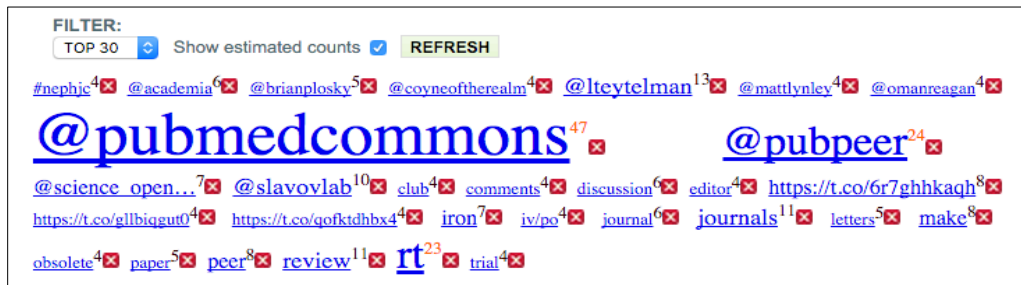 FILTER:
TOP 30 Show estimated counts REFRESH
#nephjc4 @academia6 @brianplosky5 @coyneoftherealm4 @lteytelman13 @mattlynley4 @omanreagan4
@pubmedcommons47 @pubpeer24
@science_open…7 @slavovlab10 club4 comments4 discussion6 editor4 https://t.co/6r7ghhkaqh8
https://t.co/gllbiqgut04 https://t.co/qofktdhbx44 iron7 iv/po4 journal6 journals11 letters5 make8
obsolete4 paper5 peer8 review11 rt23 trial4